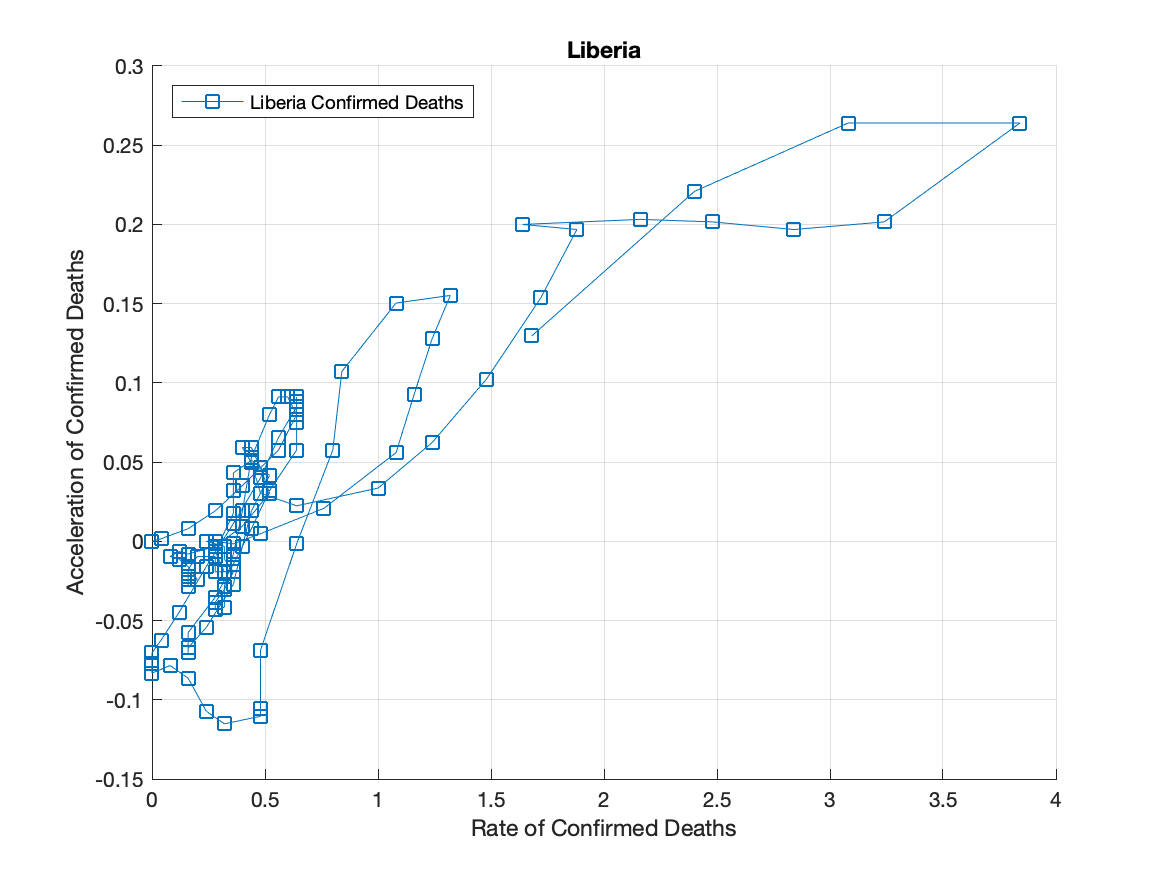 Liberia
0.3
Liberia Confirmed Deaths
0.25
0.2
0.15
0.1
0.05
0
-0.05
-0.1
-0.15
Acceleration of Confirmed Deaths
0 0.5 1 1.5 2 2.5 3 3.5 4
Rate of Confirmed Deaths